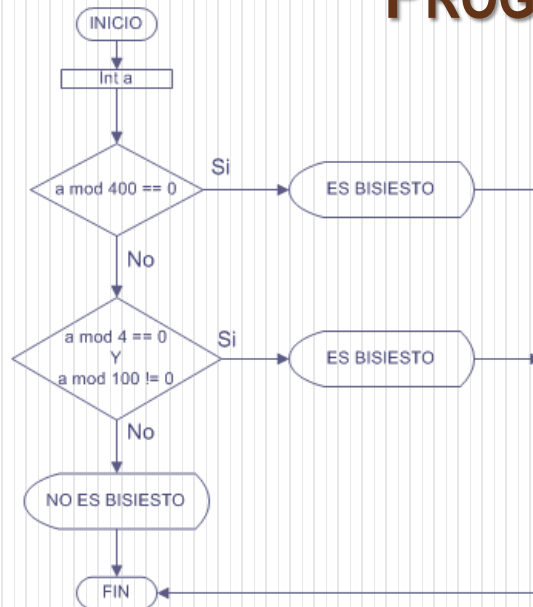 PROG
INICIO
Int a
a mod 400 == 0
Si
ES BISIESTO
No
a mod 4 == 0
Y
a mod 100 != 0
Si
ES BISIESTO
No
NO ES BISIESTO
FIN